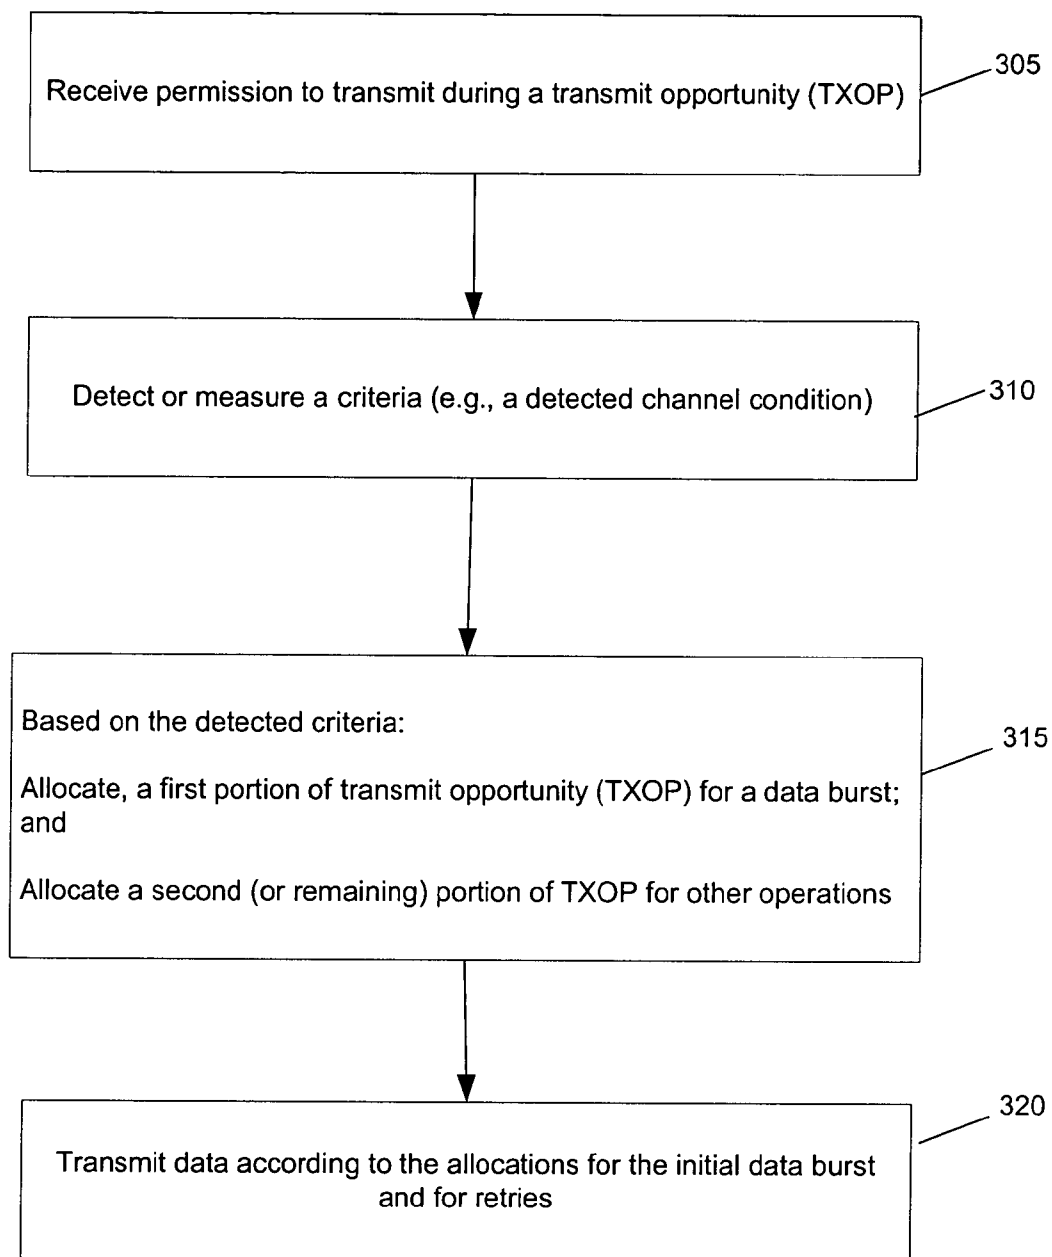 Receive permission to transmit during a transmit opportunity (TXOP)
305
Detect or measure a criteria (e.g., a detected channel condition)
310
Based on the detected criteria:
Allocate, a first portion of transmit opportunity (TXOP) for a data burst;
and
Allocate a second (or remaining) portion of TXOP for other operations
315
Transmit data according to the allocations for the initial data burst
and for retries
320